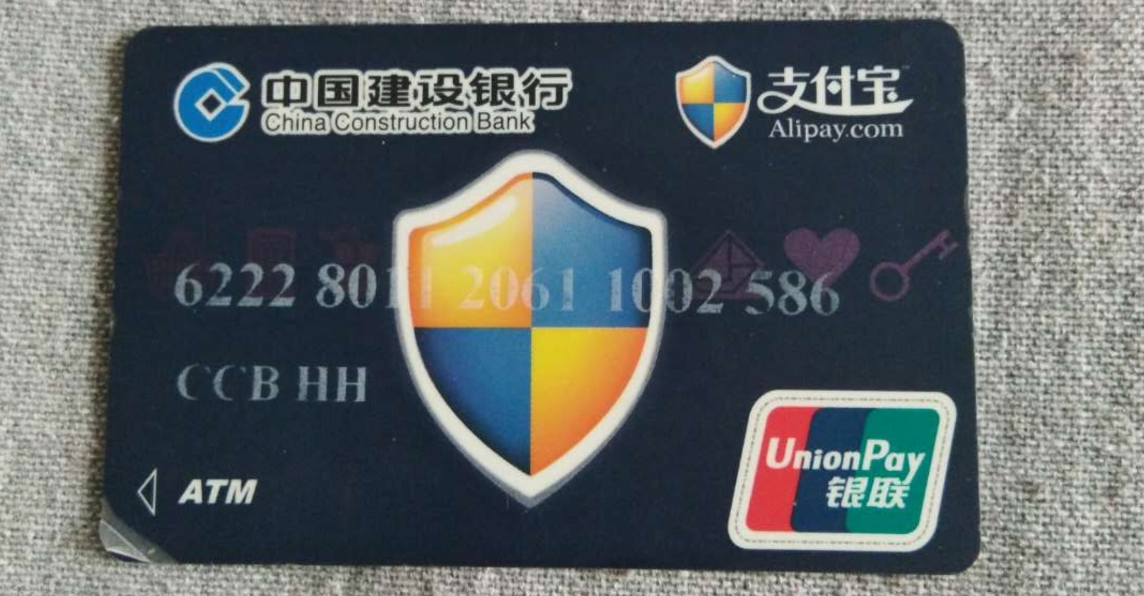 中国建设银行
China Construction Bank
支付宝
Alipay.com
6222 8011 2061 1002 586
CCB HH
ATM
UnionPay
银联